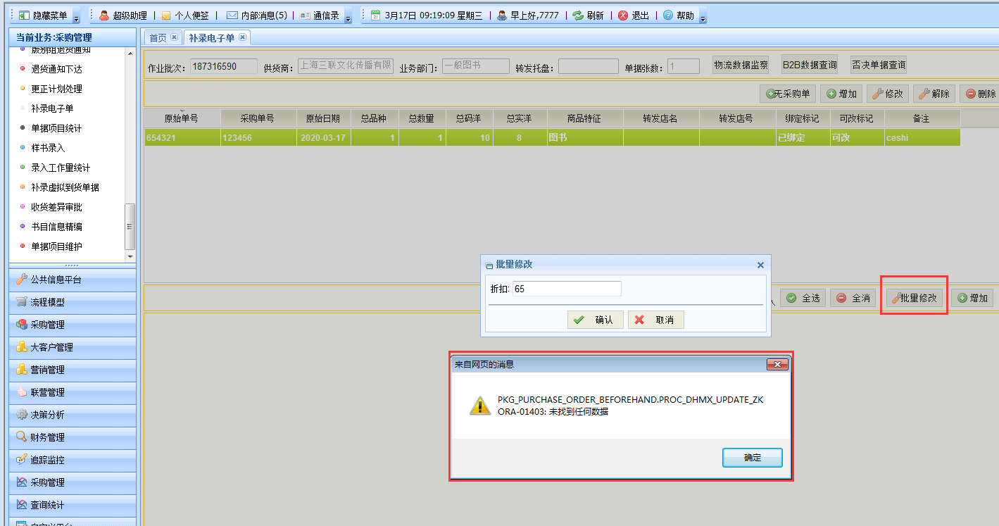 隐藏菜单 超级助理 个人便签 内部消息(5) 通信录 3月17日 09:19:09 星期三 早上好,7777 刷新 退出 帮助
当前业务:采购管理
首页 补录电子单
版别组退货通知
退货通知下达
更正计划处理
补录电子单
单据项目统计
样书录入
录入工作量统计
补录虚拟到货单据
收货差异审批
书目信息精编
单据项目维护
公共信息平台
流程模型
采购管理
大客户管理
营销管理
联营管理
决策分析
财务管理
追踪监控
采购管理
查询统计
自定义平台
作业批次: 187316590 供货商: 上海三联文化传播有限 业务部门: 一般图书 转发托盘: 单据张数: 1 物流数据监察 B2B数据查询 否决单据查询
无采购单 增加 修改 解除 删除
原始单号 采购单号 原始日期 总品种 总数量 总码洋 总实洋 商品特征 转发店名 转发店号 绑定标记 可改标记 备注
654321 123456 2020-03-17 1 1 10 8 图书 已绑定 可改 ceshi
全选 全消 批量修改 增加
批量修改
折扣: 65
确认 取消
来自网页的消息
PKG_PURCHASE_ORDER_BEFOREHAND.PROC_DHMX_UPDATE_ZK
ORA-01403: 未找到任何数据
确定